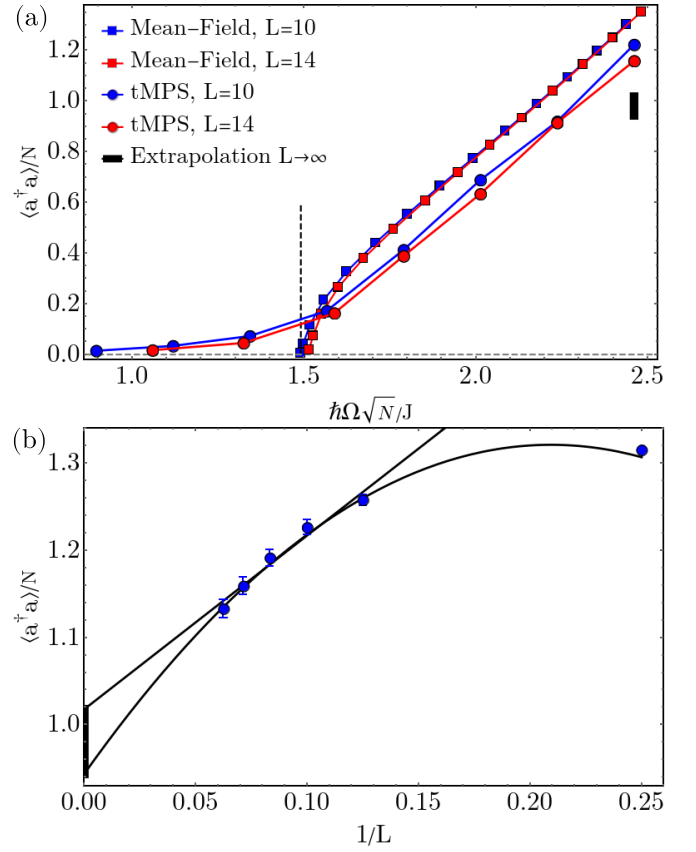 (a)
Mean−Field, L=10
Mean−Field, L=14
tMPS, L=10
tMPS, L=14
Extrapolation L→∞
⟨a†a⟩/N
1.2
1.0
0.8
0.6
0.4
0.2
0.0
1.0 1.5 2.0 2.5
ℏΩ√N/J
(b)
⟨a†a⟩/N
1.3
1.2
1.1
1.0
0.00 0.05 0.10 0.15 0.20 0.25
1/L